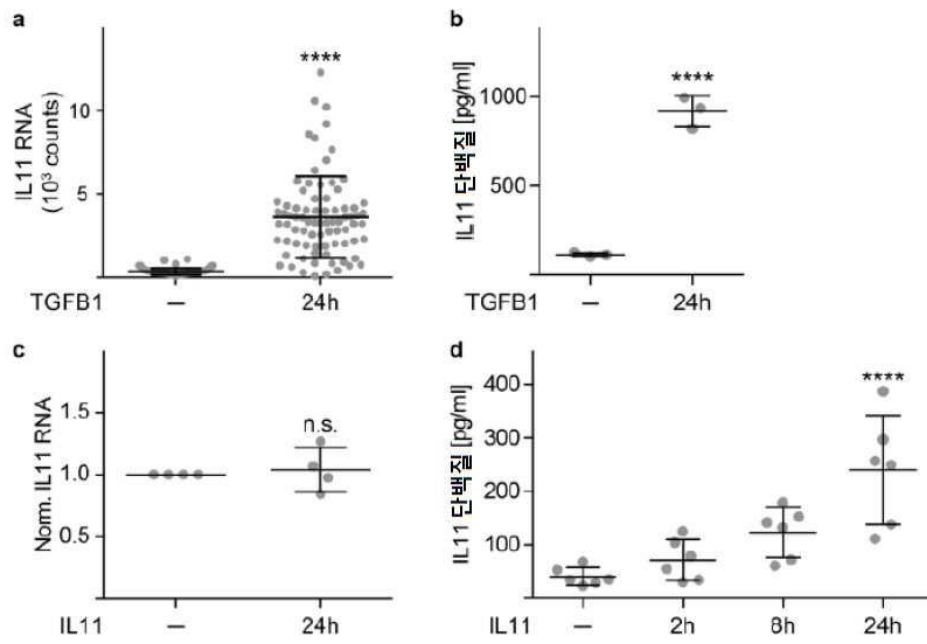 a
****
IL11 RNA
(10³ counts)
10
5
TGFB1
–
24h
b
****
IL11 단백질 [pg/ml]
1000
500
TGFB1
–
24h
c
Norm. IL11 RNA
1.5
1.0
0.5
n.s.
IL11
–
24h
d
****
IL11 단백질 [pg/ml]
400
300
200
100
IL11
–
2h
8h
24h